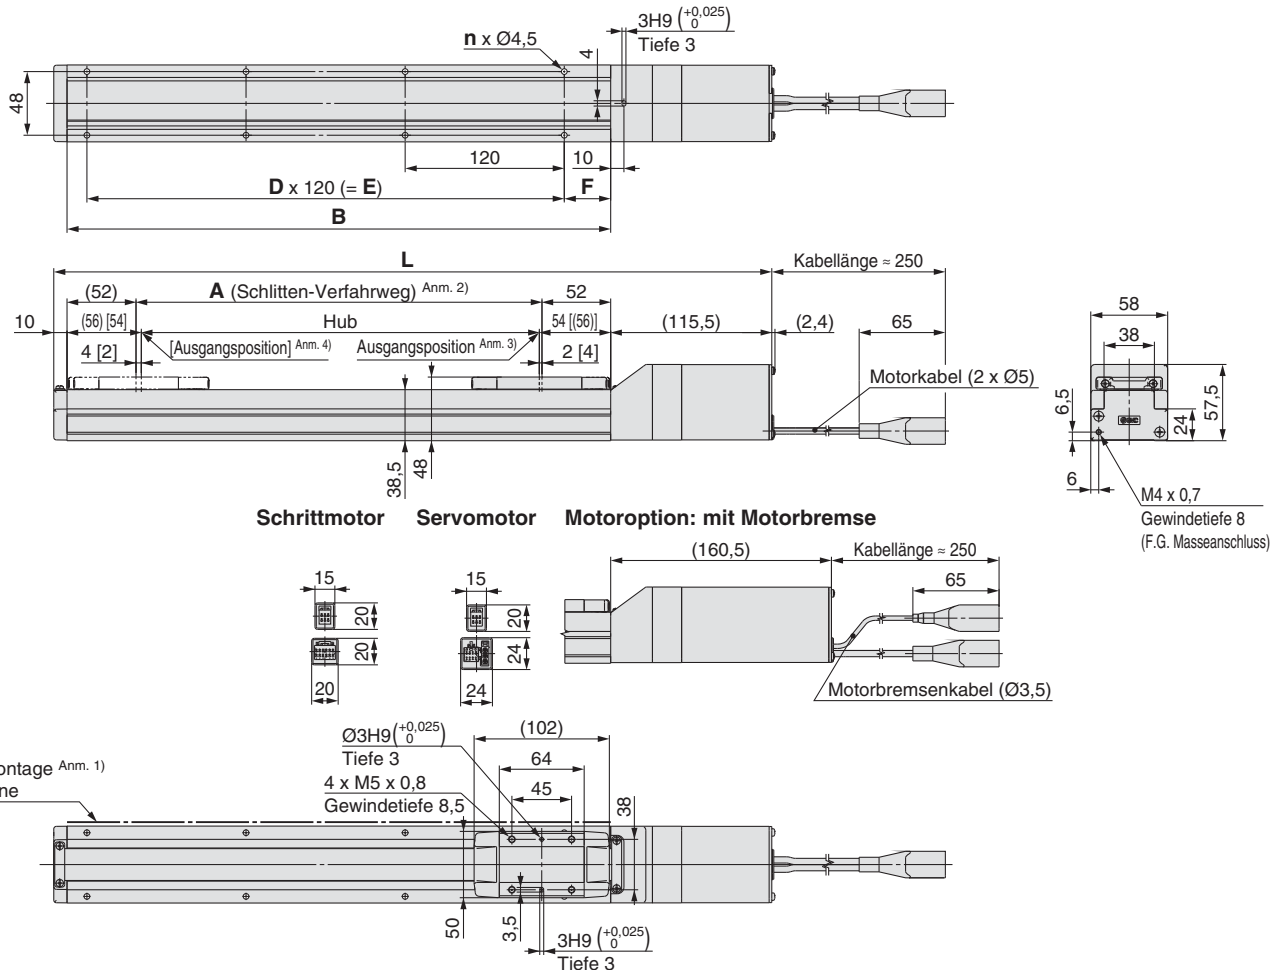 3H9 (+0,025 0)
Tiefe 3
n x Ø4,5
4
48
120
10
D x 120 (= E)
F
B
L
Kabellänge ≈ 250
(52)
A (Schlitten-Verfahrweg) Anm. 2)
52
10
(56) [54]
Hub
54 [(56)]
(115,5)
(2,4)
65
4 [2]
[Ausgangsposition] Anm. 4)
Ausgangsposition Anm. 3)
2 [4]
Motorkabel (2 x Ø5)
38,5
48
58
38
6,5
24
57,5
6
M4 x 0,7
Gewindetiefe 8
(F.G. Masseanschluss)
Schrittmotor
Servomotor
Motoroption: mit Motorbremse
15
20
20
20
15
20
24
24
(160,5)
Kabellänge ≈ 250
65
Motorbremsenkabel (Ø3,5)
ontage Anm. 1)
ne
Ø3H9 (+0,025 0)
Tiefe 3
4 x M5 x 0,8
Gewindetiefe 8,5
(102)
64
45
38
50
3,5
3H9 (+0,025 0)
Tiefe 3